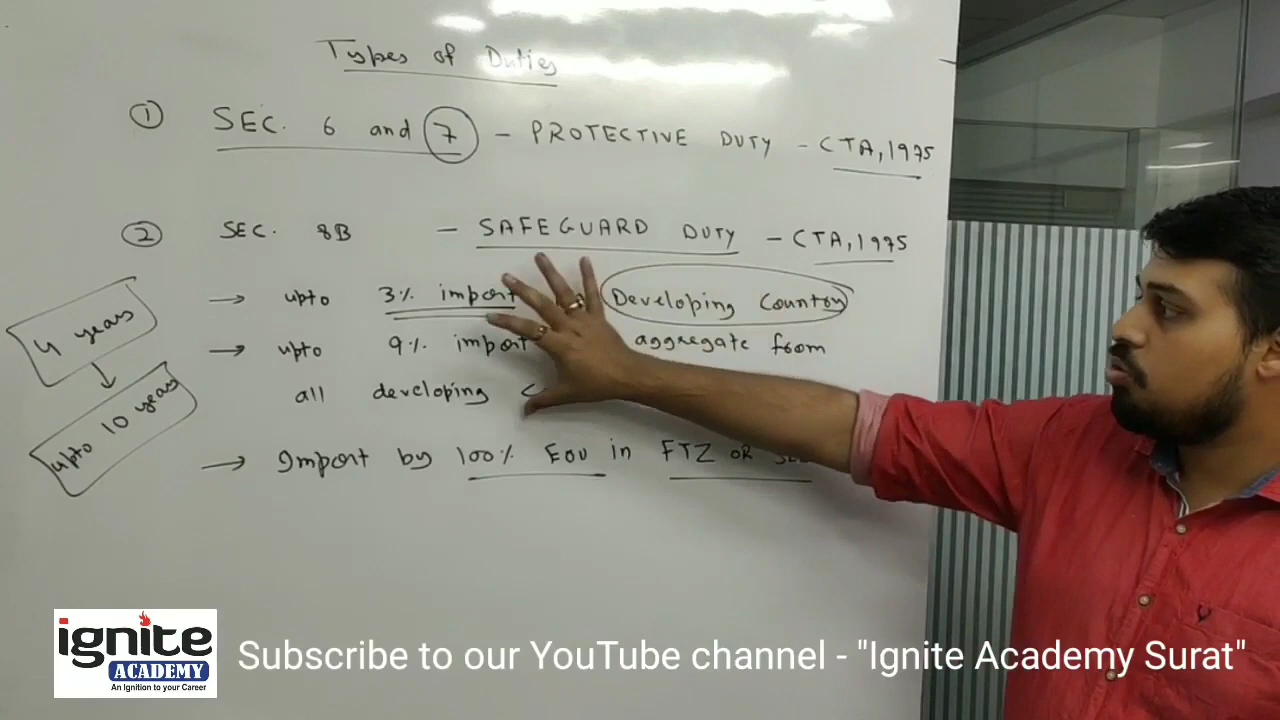 Types of Duties
① SEC. 6 and 7 - PROTECTIVE DUTY - CTA, 1975
② SEC. 8B - SAFEGUARD DUTY - CTA, 1975
→ upto 3% import Developing Country
→ upto 9% import aggregate from
all developing
→ Import by 100% EOU in FTZ OR
4 years
upto 10 years
ignite
ACADEMY
An Ignition to your Career
Subscribe to our YouTube channel - "Ignite Academy Surat"